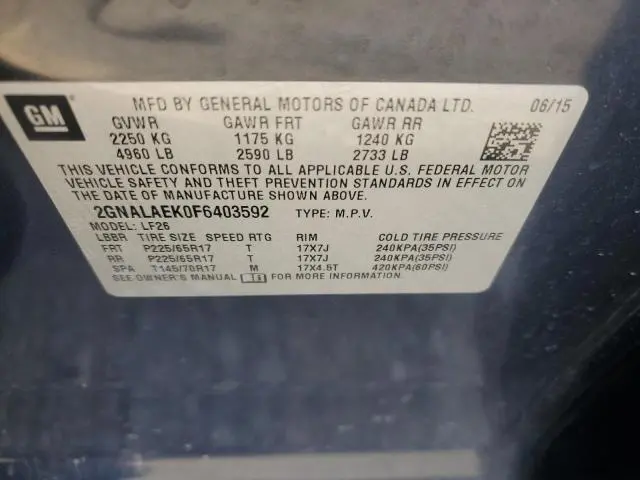 GM
MFD BY GENERAL MOTORS OF CANADA LTD. 06/15
GVWR GAWR FRT GAWR RR
2250 KG 1175 KG 1240 KG
4960 LB 2590 LB 2733 LB
THIS VEHICLE CONFORMS TO ALL APPLICABLE U.S. FEDERAL MOTOR
VEHICLE SAFETY AND THEFT PREVENTION STANDARDS IN EFFECT ON
THE DATE OF MANUFACTURE SHOWN ABOVE.
2GNALAEK0F6403592 TYPE: M.P.V.
MODEL: LF26
LBBR TIRE SIZE SPEED RTG RIM COLD TIRE PRESSURE
FRT P225/65R17 T 17X7J 240KPA(35PSI)
RR P225/65R17 T 17X7J 240KPA(35PSI)
SPA T145/70R17 M 17X4.5T 420KPA(60PSI)
SEE OWNER'S MANUAL FOR MORE INFORMATION.